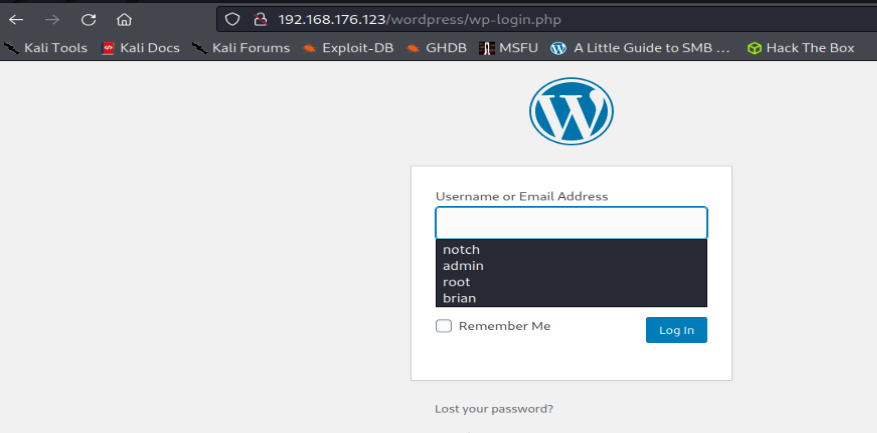 192.168.176.123/wordpress/wp-login.php
Kali Tools Kali Docs Kali Forums Exploit-DB GHDB MSFU A Little Guide to SMB ... Hack The Box
Username or Email Address
notch
admin
root
brian
Remember Me Log In
Lost your password?